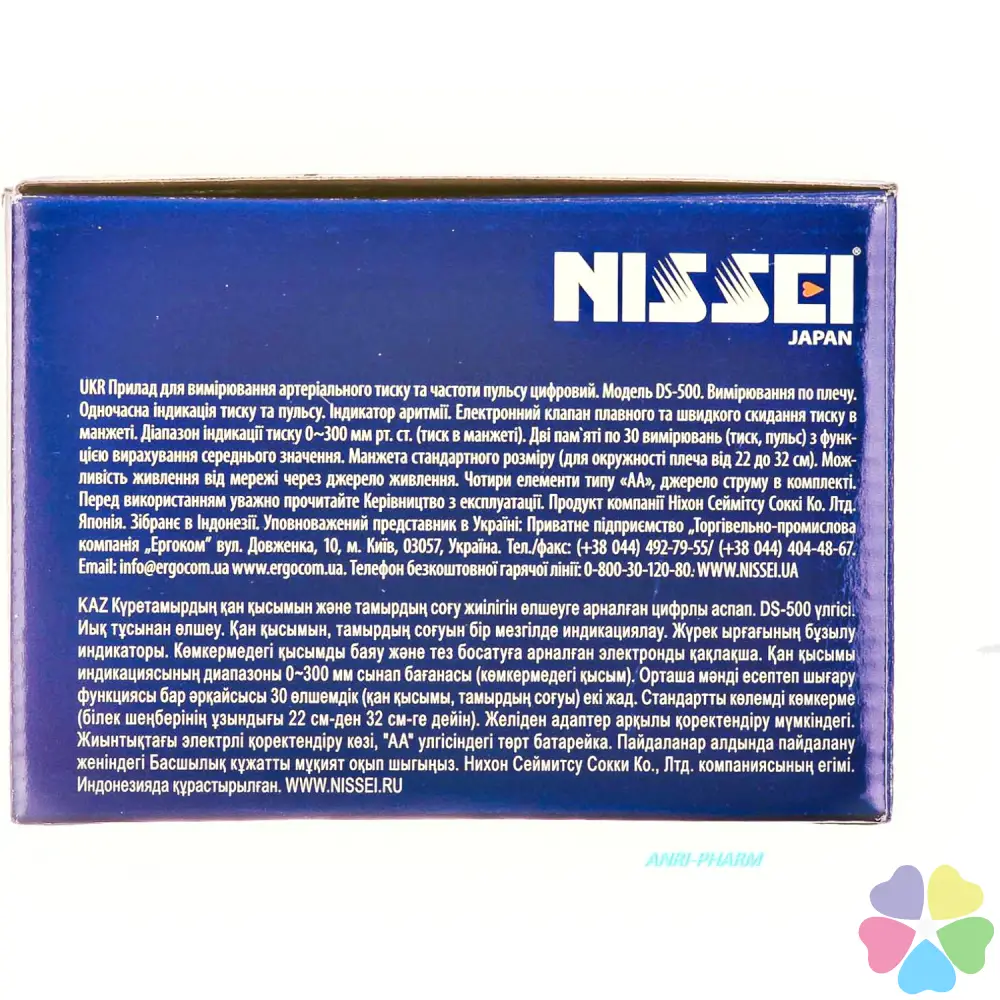 NISSEI®
JAPAN
UKR Прилад для вимірювання артеріального тиску та частоти пульсу цифровий. Модель DS-500. Вимірювання по плечу.
Одночасна індикація тиску та пульсу. Індикатор аритмії. Електронний клапан плавного та швидкого скидання тиску в
манжеті. Діапазон індикації тиску 0~300 мм рт. ст. (тиск в манжеті). Дві пам`яті по 30 вимірювань (тиск, пульс) з функ-
цією вирахування середнього значення. Манжета стандартного розміру (для окружності плеча від 22 до 32 см). Мож-
ливість живлення від мережі через джерело живлення. Чотири елементи типу «АА», джерело струму в комплекті.
Перед використанням уважно прочитайте Керівництво з експлуатації. Продукт компанії Ніхон Сеймітсу Соккі Ко. Лтд.
Японія. Зібране в Індонезії. Уповноважений представник в Україні: Приватне підприємство „Торгівельно-промислова
компанія „Ергоком” вул. Довженка, 10, м. Київ, 03057, Україна. Тел./факс: (+38 044) 492-79-55/ (+38 044) 404-48-67.
Email: info@ergocom.ua www.ergocom.ua. Телефон безкоштовної гарячої лінії: 0-800-30-120-80. WWW.NISSEI.UA
KAZ Күретамырдың қан қысымын және тамырдың соғу жиілігін өлшеуге арналған цифрлы аспап. DS-500 үлгісі.
Иық тұсынан өлшеу. Қан қысымын, тамырдың соғуын бір мезгілде индикациялау. Жүрек ырғағының бұзылу
индикаторы. Көмкермедегі қысымды баяу және тез босатуға арналған электронды қақлақша. Қан қысымы
индикациясының диапазоны 0~300 мм сынап бағанасы (көмкермедегі қысым). Орташа мәнді есептеп шығару
функциясы бар әрқайсысы 30 өлшемдік (қан қысымы, тамырдың соғуы) екі жад. Стандартты көлемді көмкерме
(білек шеңберінің ұзындығы 22 см-ден 32 см-ге дейін). Желіден адаптер арқылы қоректендіру мүмкіндігі.
Жиынтықтағы электрлі қоректендіру көзі, "АА" улгісіндегі төрт батарейка. Пайдаланар алдында пайдалану
женіндегі Басшылық құжатты мұқият оқып шығыңыз. Нихон Сеймитсу Сокки Ко., Лтд. компаниясының егімі.
Индонезияда құрастырылған. WWW.NISSEI.RU
ANRI-PHARM